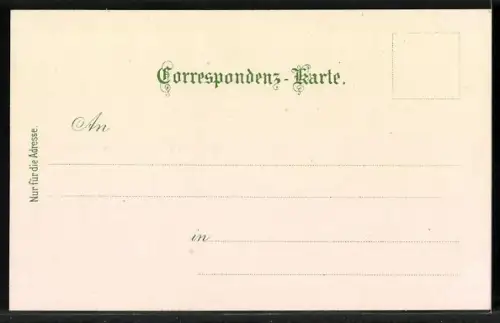 Correspondenz-Karte.
An
Nur für die Adresse.
in